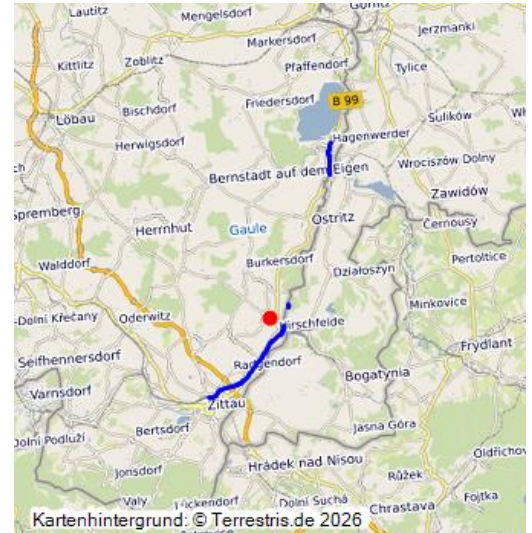 Lautitz
Mengelsdorf
Görlitz
Markersdorf
Jerzmanki
Kittlitz
Zoblitz
Pfaffendorf
Tylice
Friedersdorf
B 99
Löbau
Bischdorf
Sulików
Hagenwerder
Herwigsdorf
Wrociszów Dolny
Bernstadt auf dem Eigen
Zawidów
Spremberg
Ostritz
Černousy
Herrnhut
Gaule
Walddorf
Burkersdorf
Działoszyn
Pertoltice
Dolní Křečany
Oderwitz
Minkovice
Hirschfelde
Seifhennersdorf
Frýdlant
Radgendorf
Bogatynia
Varnsdorf
Zittau
Dolní Podluží
Bertsdorf
Jasna Góra
Oldřichov
Jonsdorf
Hrádek nad Nisou
Růžek
Valy
Lückendorf
Dolní Suchá
Fojtka
Chrastava
Kartenhintergrund: © Terrestris.de 2026